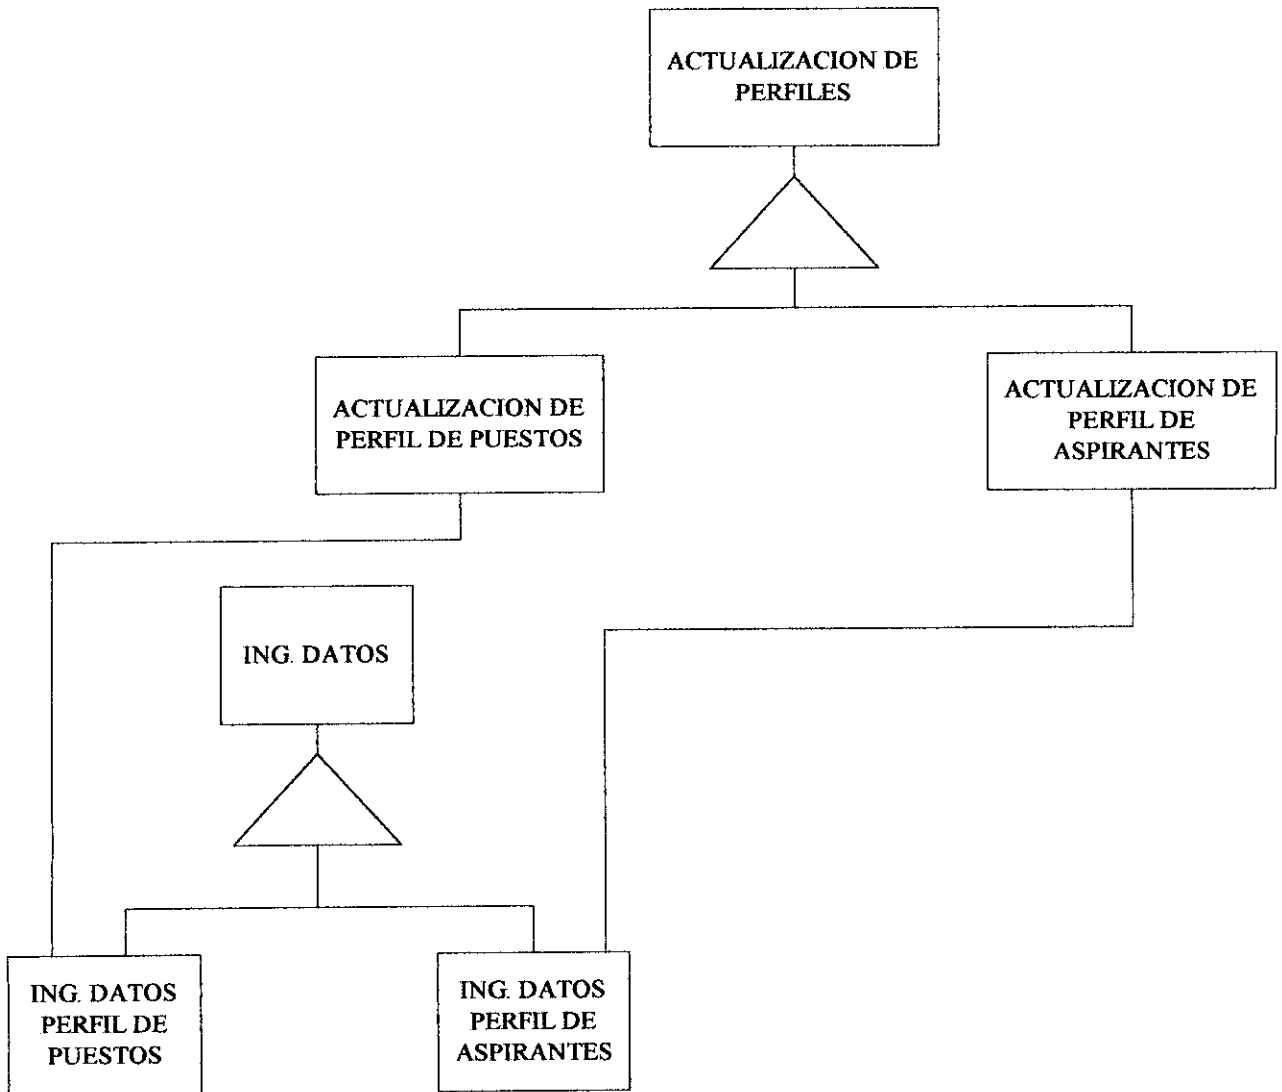 ACTUALIZACION DE
PERFILES
ACTUALIZACION DE
PERFIL DE PUESTOS
ACTUALIZACION DE
PERFIL DE
ASPIRANTES
ING. DATOS
ING. DATOS
PERFIL DE
PUESTOS
ING. DATOS
PERFIL DE
ASPIRANTES